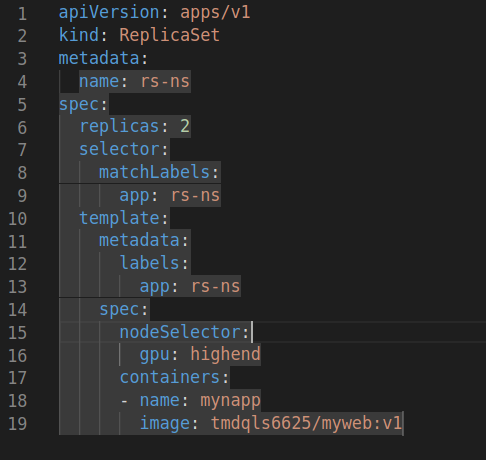 1 apiVersion: apps/v1
2 kind: ReplicaSet
3 metadata:
4   name: rs-ns
5 spec:
6   replicas: 2
7   selector:
8     matchLabels:
9       app: rs-ns
10   template:
11     metadata:
12       labels:
13         app: rs-ns
14     spec:
15       nodeSelector:
16         gpu: highend
17       containers:
18       - name: mynapp
19         image: tmdqls6625/myweb:v1